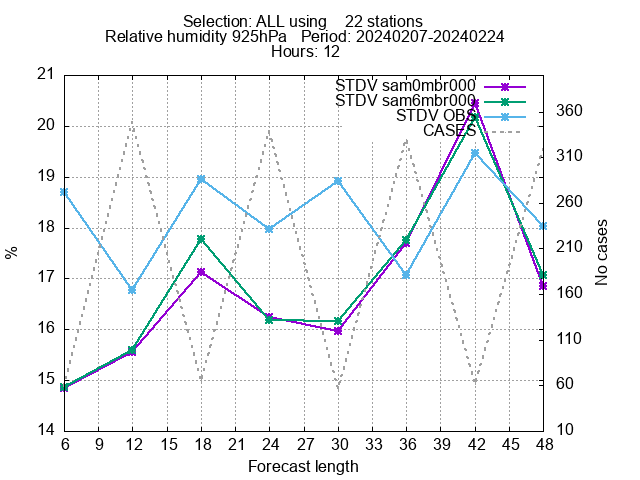 Selection: ALL using    22 stations
Relative humidity 925hPa   Period: 20240207-20240224
Hours: 12
STDV sam0mbr000
STDV sam6mbr000
STDV OBS
CASES
21
20
19
18
17
16
15
14
%
360
310
260
210
160
110
60
10
No cases
6 9 12 15 18 21 24 27 30 33 36 39 42 45 48
Forecast length